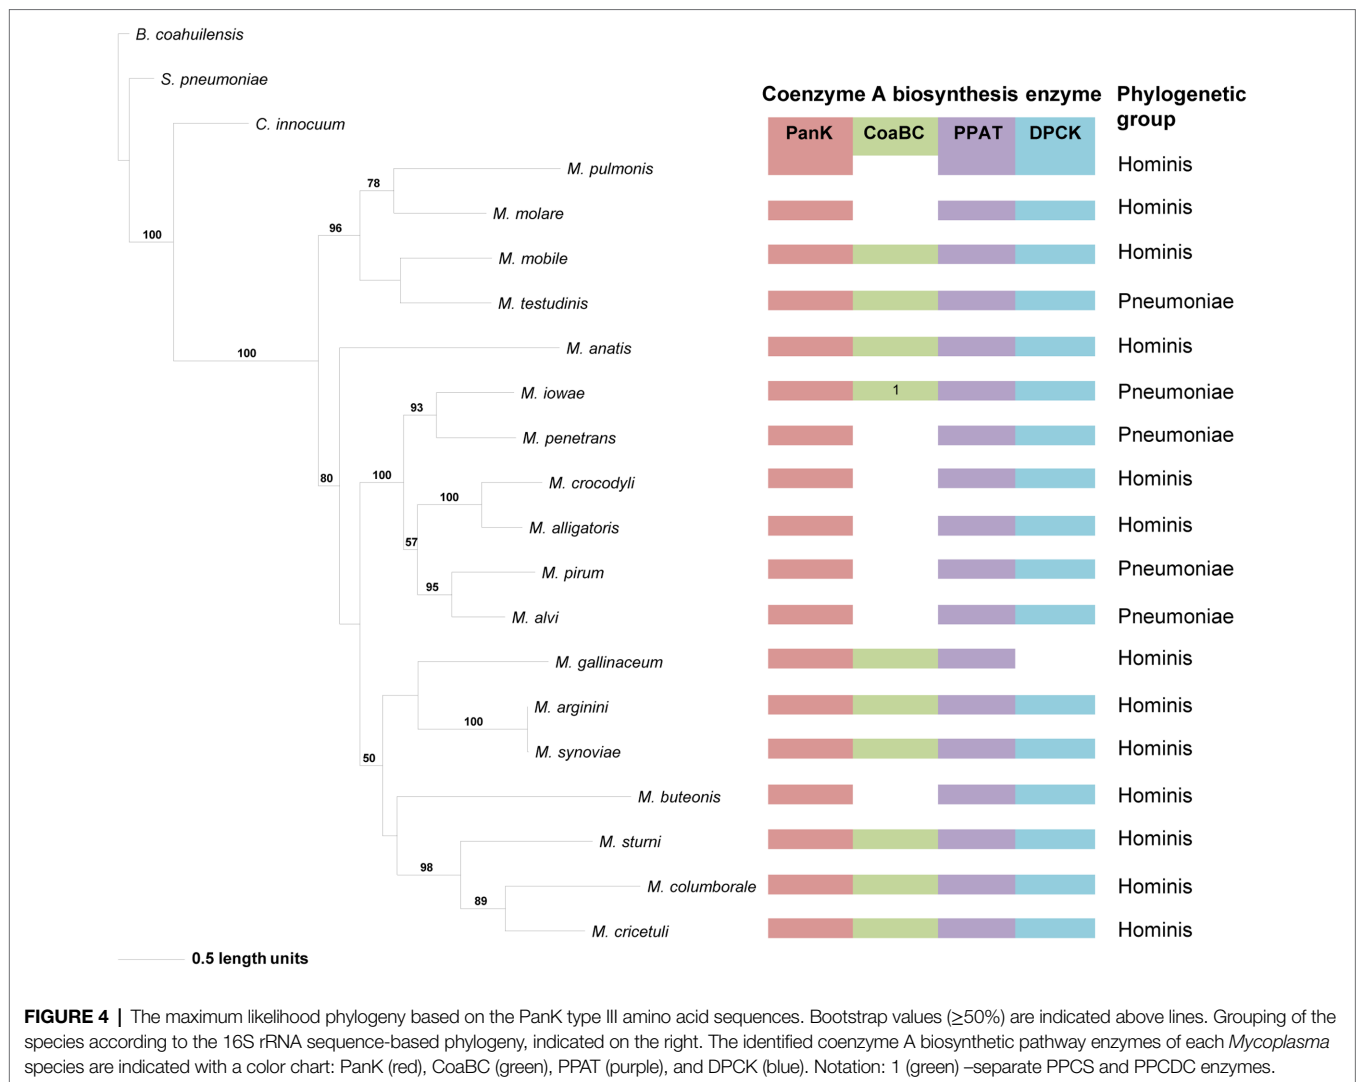 B. coahuilensis
S. pneumoniae
Coenzyme A biosynthesis enzyme
Phylogenetic
group
C. innocuum
PanK CoaBC PPAT DPCK
M. pulmonis Hominis
78
M. molare Hominis
96
100
M. mobile Hominis
M. testudinis Pneumoniae
100
M. anatis Hominis
M. iowae 1 Pneumoniae
93
M. penetrans Pneumoniae
80
100
M. crocodyli Hominis
100
M. alligatoris Hominis
57
M. pirum Pneumoniae
95
M. alvi Pneumoniae
M. gallinaceum Hominis
M. arginini Hominis
100
M. synoviae Hominis
50
M. buteonis Hominis
M. sturni Hominis
98
M. columborale Hominis
89
M. cricetuli Hominis
0.5 length units
FIGURE 4 | The maximum likelihood phylogeny based on the PanK type III amino acid sequences. Bootstrap values (≥50%) are indicated above lines. Grouping of the
species according to the 16S rRNA sequence-based phylogeny, indicated on the right. The identified coenzyme A biosynthetic pathway enzymes of each Mycoplasma
species are indicated with a color chart: PanK (red), CoaBC (green), PPAT (purple), and DPCK (blue). Notation: 1 (green) –separate PPCS and PPCDC enzymes.